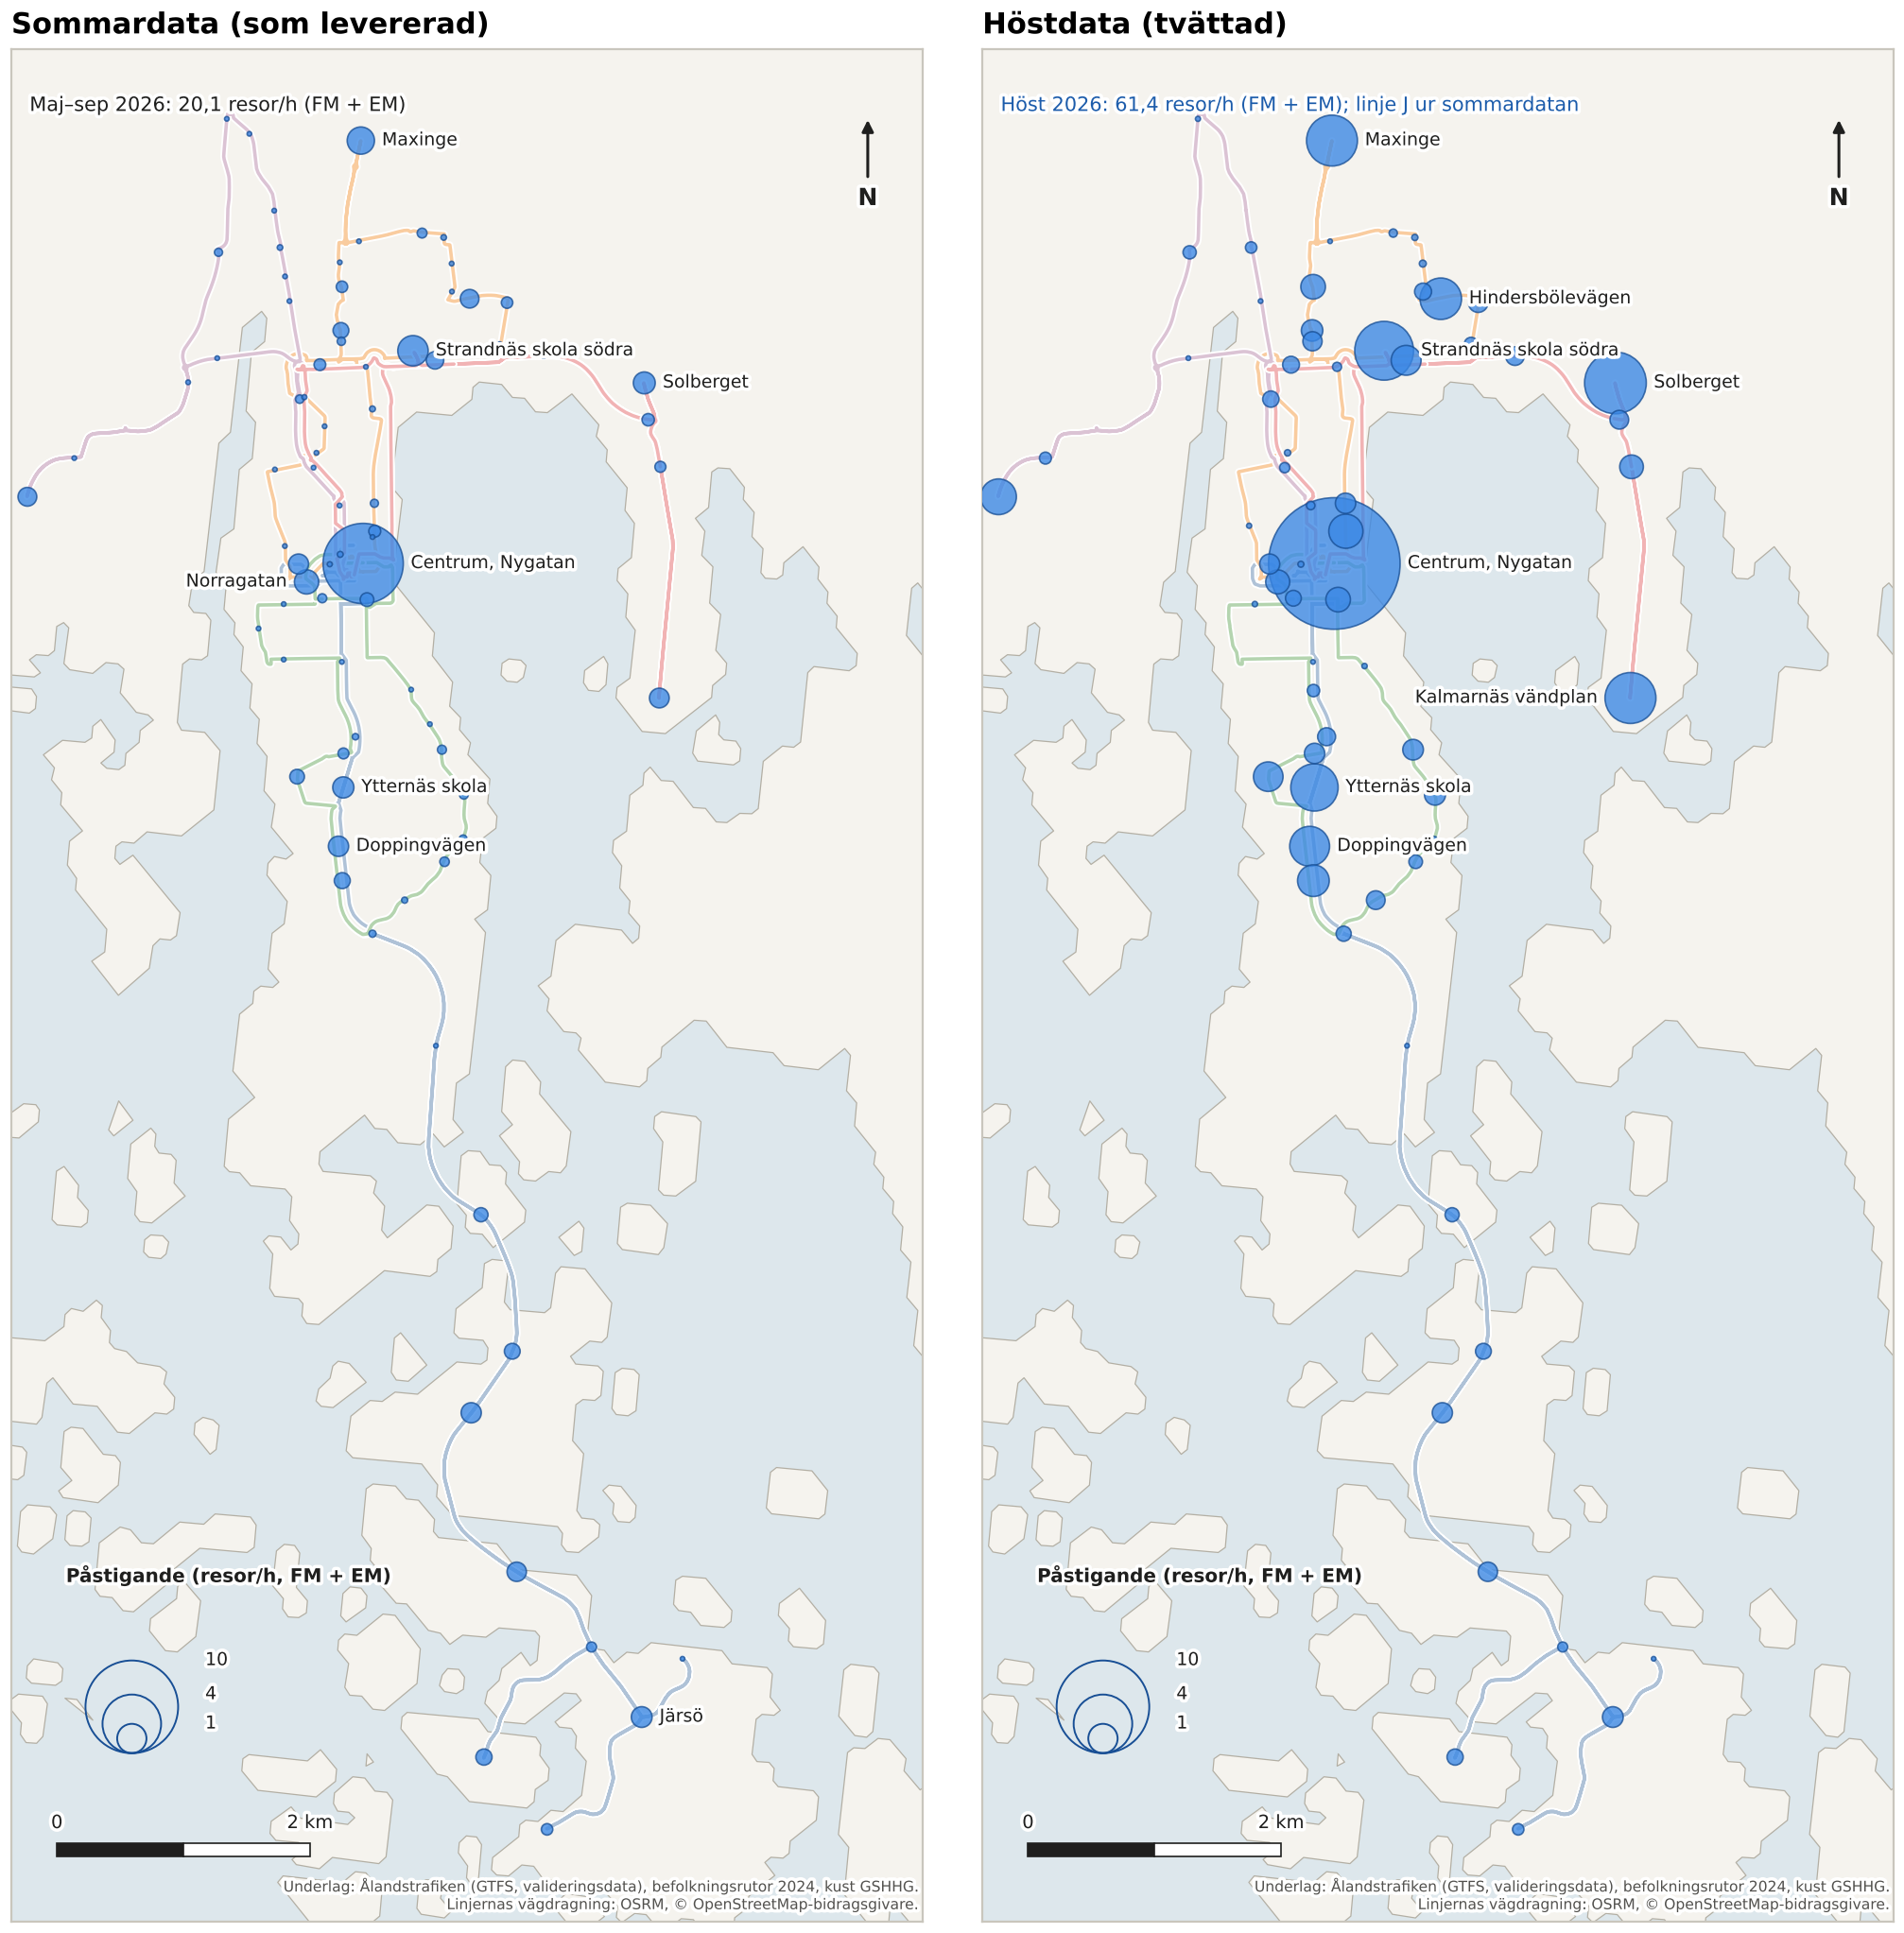 Sommardata (som levererad)
Maj–sep 2026: 20,1 resor/h (FM + EM)
Maxinge
N
Strandnäs skola södra
Solberget
Centrum, Nygatan
Norragatan
Ytternäs skola
Doppingvägen
Påstigande (resor/h, FM + EM)
10
4
1
Järsö
0
2 km
Underlag: Ålandstrafiken (GTFS, valideringsdata), befolkningsrutor 2024, kust GSHHG.
Linjernas vägdragning: OSRM, © OpenStreetMap-bidragsgivare.
Höstdata (tvättad)
Höst 2026: 61,4 resor/h (FM + EM); linje J ur sommardatan
Maxinge
N
Hindersbölevägen
Strandnäs skola södra
Solberget
Centrum, Nygatan
Kalmarnäs vändplan
Ytternäs skola
Doppingvägen
Påstigande (resor/h, FM + EM)
10
4
1
0
2 km
Underlag: Ålandstrafiken (GTFS, valideringsdata), befolkningsrutor 2024, kust GSHHG.
Linjernas vägdragning: OSRM, © OpenStreetMap-bidragsgivare.